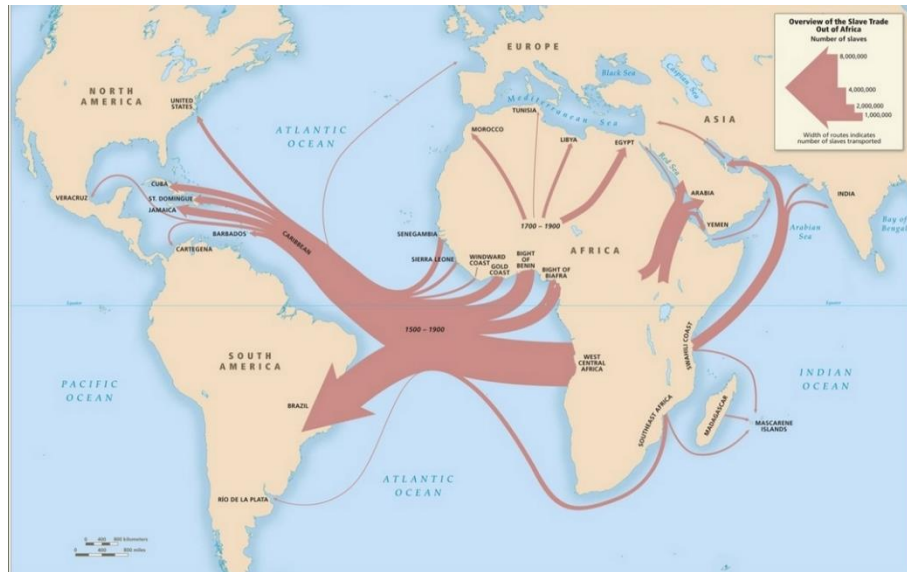 Overview of the Slave Trade
Out of Africa
Number of slaves
8,000,000
4,000,000
2,000,000
1,000,000
Width of routes indicates
number of slaves transported
EUROPE
Black Sea
Caspian Sea
NORTH
AMERICA
UNITED
STATES
ATLANTIC
OCEAN
Mediterranean Sea
ASIA
TUNISIA
MOROCCO
LIBYA
EGYPT
Red Sea
ARABIA
INDIA
CUBA
VERACRUZ
ST. DOMINGUE
JAMAICA
YEMEN
Arabian
Sea
Bay of
Bengal
BARBADOS
CARIBBEAN
CARTEGENA
1700 – 1900
SENEGAMBIA
AFRICA
SIERRA LEONE
WINDWARD
COAST
GOLD
COAST
BIGHT
OF
BENIN
BIGHT OF
BIAFRA
1500 – 1900
SOUTH
AMERICA
WEST
CENTRAL
AFRICA
SWAHILI COAST
PACIFIC
OCEAN
INDIAN
OCEAN
BRAZIL
SOUTHEAST AFRICA
MADAGASCAR
MASCARENE
ISLANDS
ATLANTIC
OCEAN
RÍO DE LA PLATA